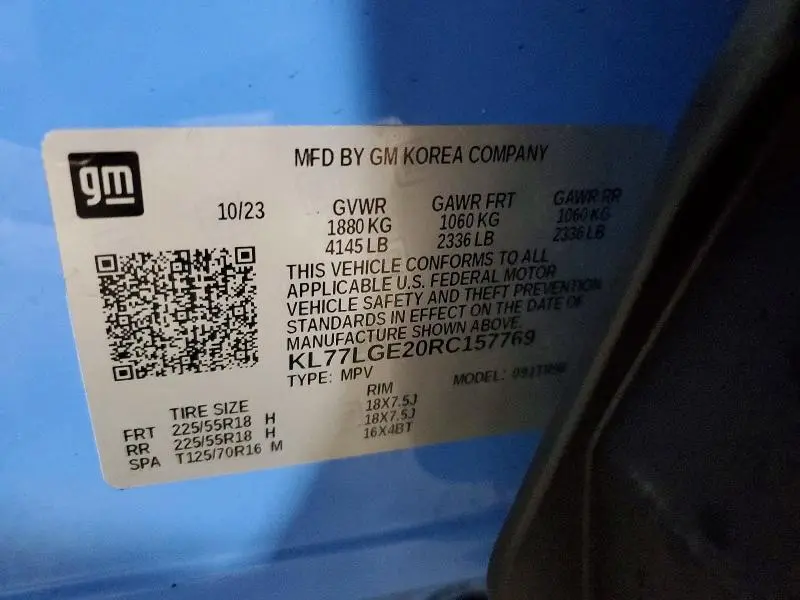 gm
MFD BY GM KOREA COMPANY
10/23
GVWR GAWR FRT GAWR RR
1880 KG 1060 KG 1060 KG
4145 LB 2336 LB 2336 LB
THIS VEHICLE CONFORMS TO ALL
APPLICABLE U.S. FEDERAL MOTOR
VEHICLE SAFETY AND THEFT PREVENTION
STANDARDS IN EFFECT ON THE DATE OF
MANUFACTURE SHOWN ABOVE.
KL77LGE20RC157769
TYPE: MPV MODEL:
TIRE SIZE RIM
FRT 225/55R18 H 18X7.5J
RR 225/55R18 H 18X7.5J
SPA T125/70R16 M 16X4BT